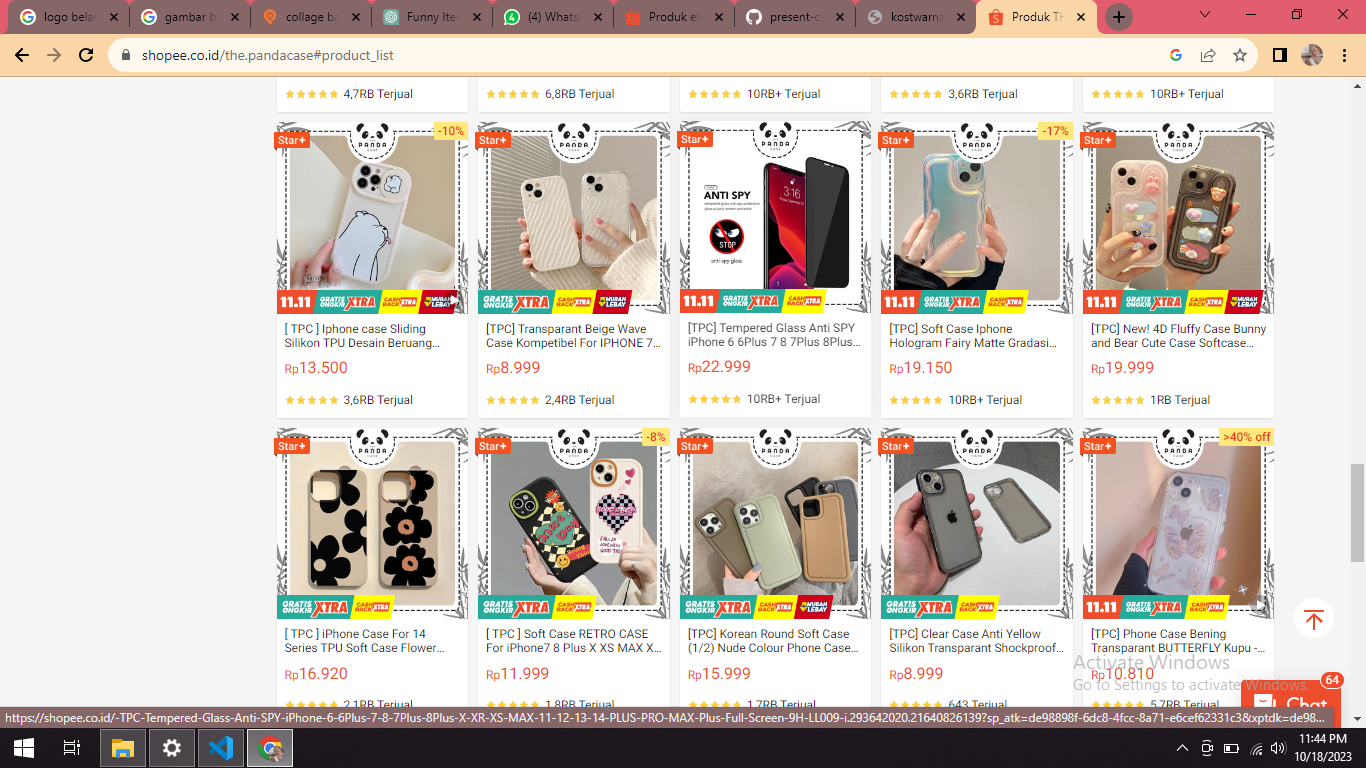 logo bela
gambar b
collage ba
Funny Iter
(4) Whats
Produk el
present-c
kostwarna
Produk Th
shopee.co.id/the.pandacase#product_list
4,7RB Terjual
6,8RB Terjual
10RB+ Terjual
3,6RB Terjual
10RB+ Terjual
Star+
PANDA
CASE
-10%
11.11 GRATIS ONGKIR XTRA CASHBACK XTRA MURAH LEBAY
[ TPC ] Iphone case Sliding
Silikon TPU Desain Beruang...
Rp13.500
3,6RB Terjual
Star+
PANDA
CASE
GRATIS ONGKIR XTRA CASHBACK XTRA MURAH LEBAY
[TPC] Transparant Beige Wave
Case Kompetibel For IPHONE 7...
Rp8.999
2,4RB Terjual
Star+
PANDA
CASE
ANTI SPY
STOP
anti spy glass
3:16
11.11 GRATIS ONGKIR XTRA CASHBACK XTRA
[TPC] Tempered Glass Anti SPY
iPhone 6 6Plus 7 8 7Plus 8Plus...
Rp22.999
10RB+ Terjual
Star+
PANDA
CASE
-17%
11.11 GRATIS ONGKIR XTRA CASHBACK XTRA
[TPC] Soft Case Iphone
Hologram Fairy Matte Gradasi...
Rp19.150
10RB+ Terjual
Star+
PANDA
CASE
11.11 GRATIS ONGKIR XTRA CASHBACK XTRA MURAH LEBAY
[TPC] New! 4D Fluffy Case Bunny
and Bear Cute Case Softcase...
Rp19.999
1RB Terjual
Star+
PANDA
CASE
GRATIS ONGKIR XTRA CASHBACK XTRA
[ TPC ] iPhone Case For 14
Series TPU Soft Case Flower...
Rp16.920
2,1RB Terjual
Star+
PANDA
CASE
-8%
GRATIS ONGKIR XTRA CASHBACK XTRA
[ TPC ] Soft Case RETRO CASE
For iPhone7 8 Plus X XS MAX X...
Rp11.999
1,8RB Terjual
Star+
PANDA
CASE
GRATIS ONGKIR XTRA CASHBACK XTRA MURAH LEBAY
[TPC] Korean Round Soft Case
(1/2) Nude Colour Phone Case...
Rp15.999
1,7RB Terjual
Star+
PANDA
CASE
GRATIS ONGKIR XTRA CASHBACK XTRA
[TPC] Clear Case Anti Yellow
Silikon Transparant Shockproof...
Rp8.999
643 Terjual
Star+
PANDA
CASE
>40% off
11.11 GRATIS ONGKIR XTRA CASHBACK XTRA
[TPC] Phone Case Bening
Transparant BUTTERFLY Kupu -...
Rp10.810
5,7RB Terjual
Activate Windows
Go to Settings to activate Windows.
64
Chat
https://shopee.co.id/-TPC-Tempered-Glass-Anti-SPY-iPhone-6-6Plus-7-8-7Plus-8Plus-X-XR-XS-MAX-11-12-13-14-PLUS-PRO-MAX-Plus-Full-Screen-9H-LL009-i.293642020.21640826139?sp_atk=de98898f-6dc8-4fcc-8a71-e6cef62331c3&xptdk=de98...
11:44 PM
10/18/2023